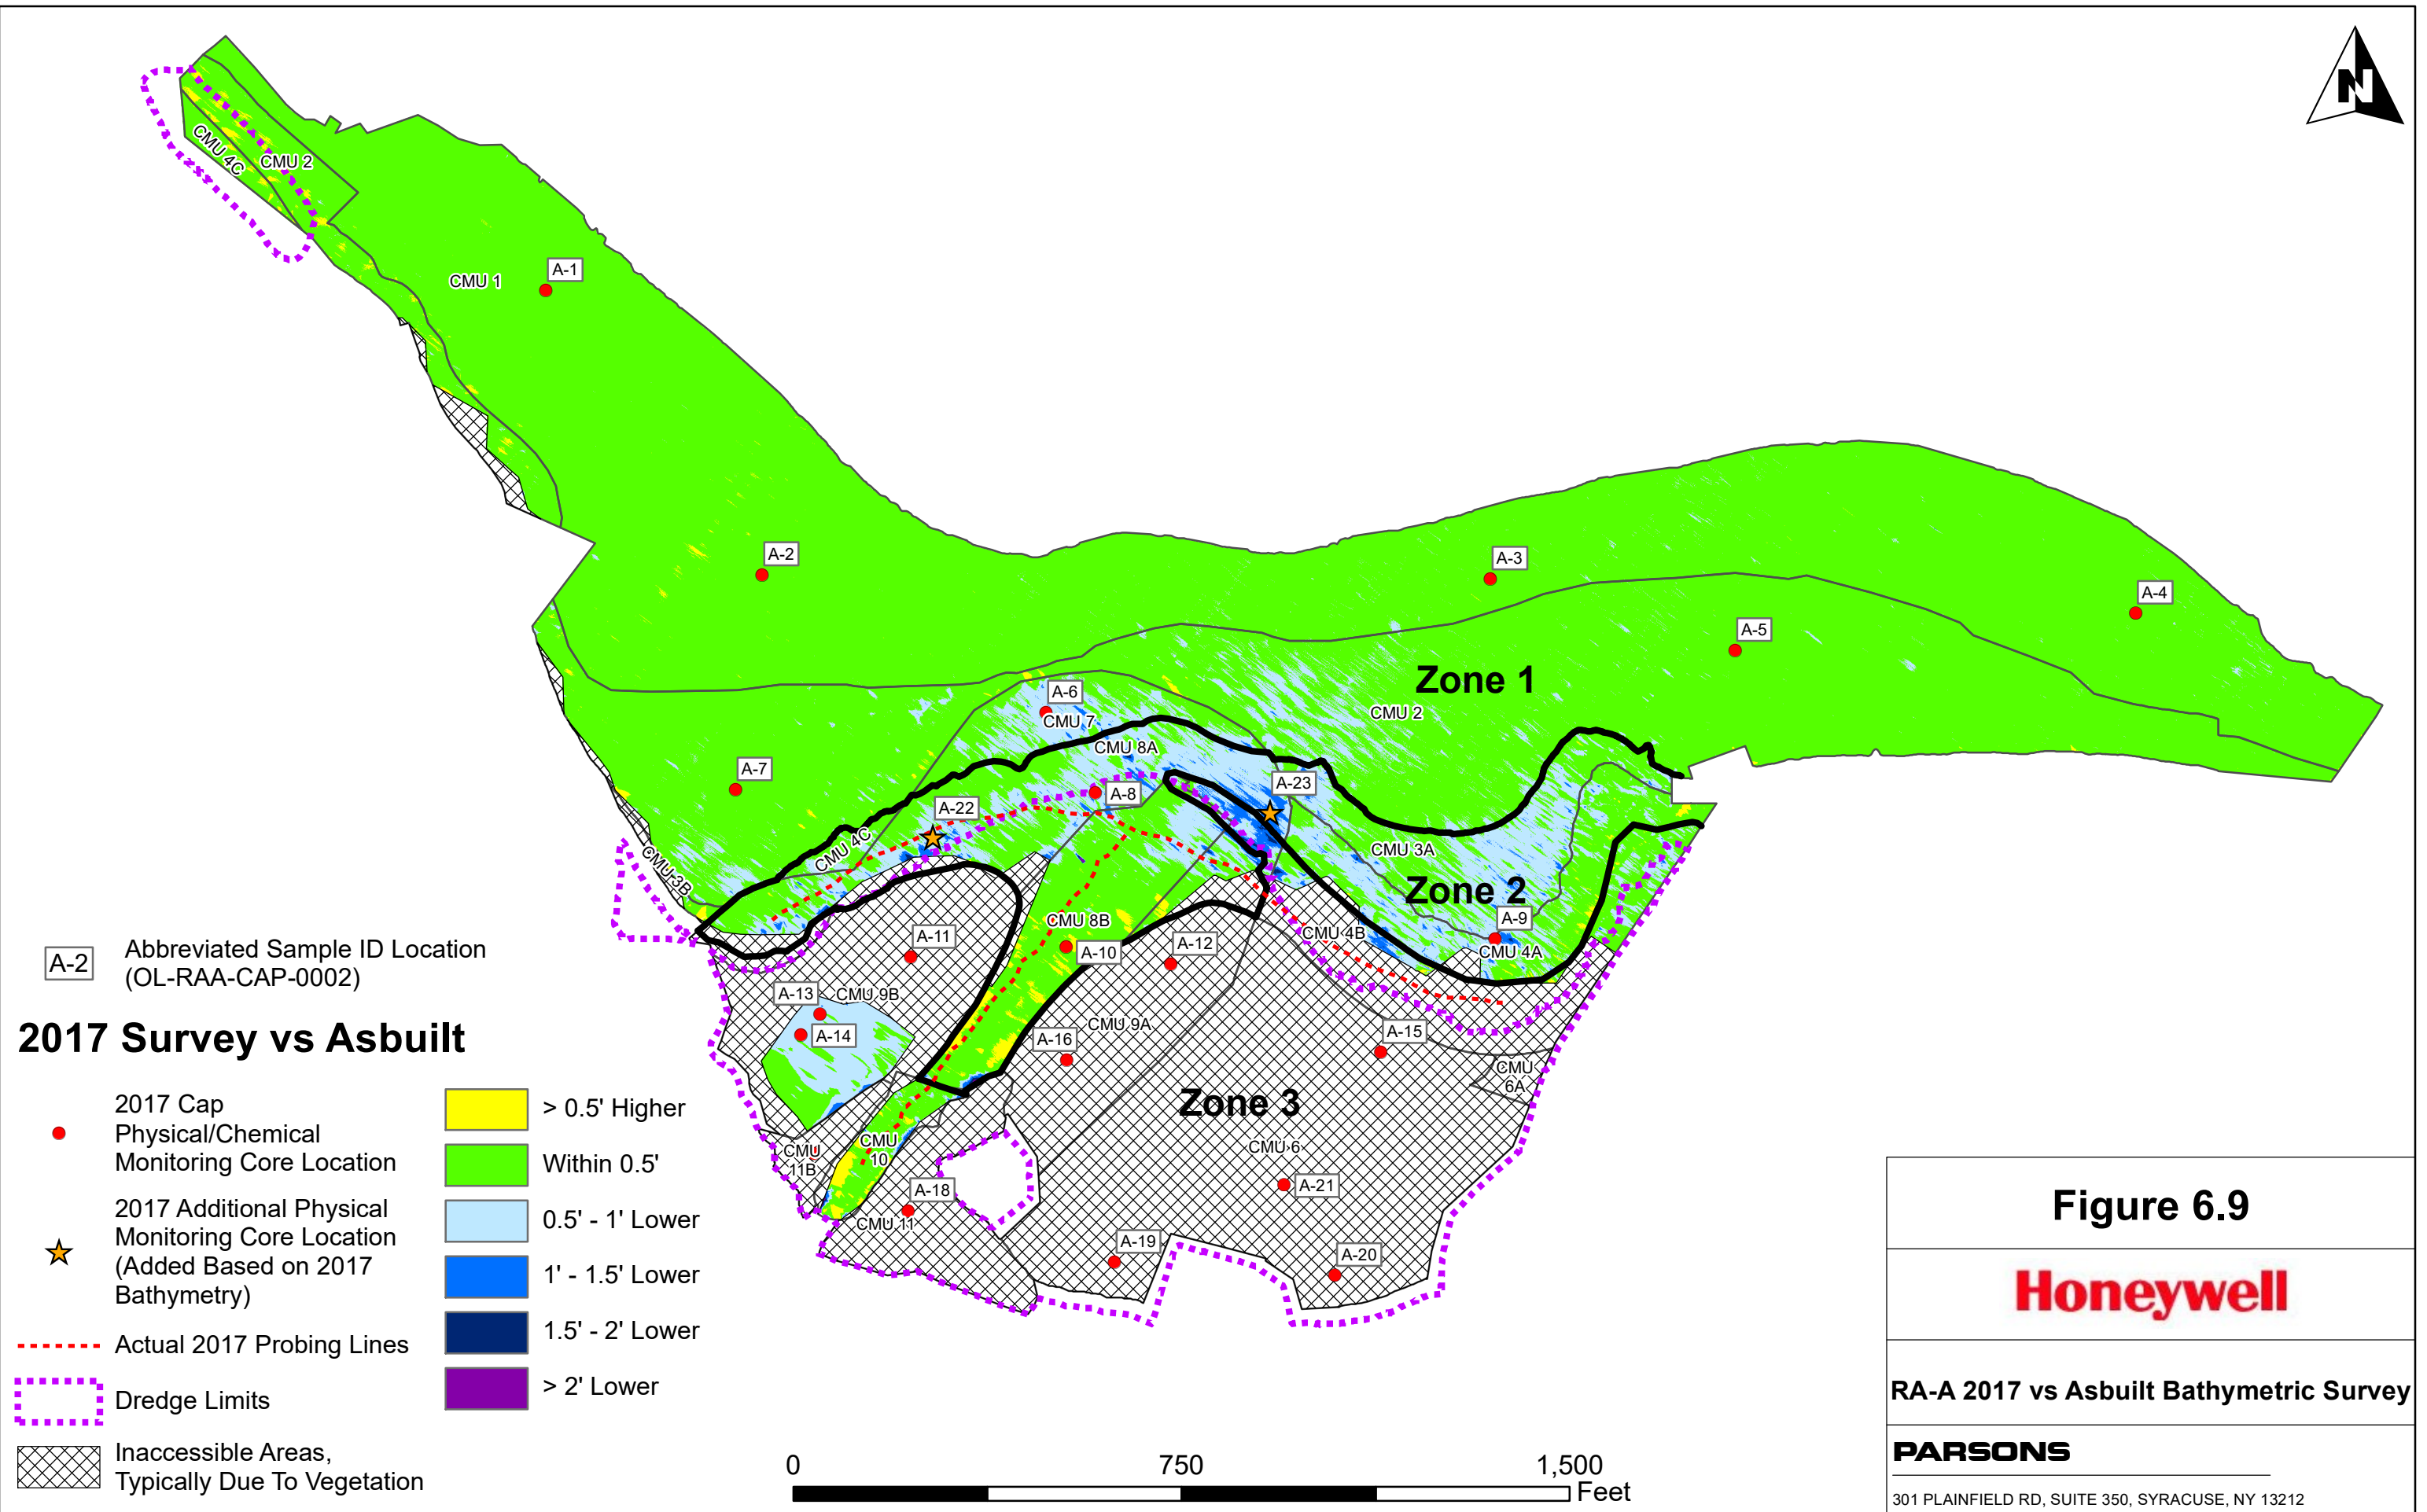 N
CMU 4C
CMU 2
CMU 1
A-1
A-2
A-3
A-4
A-5
Zone 1
CMU 2
A-6
CMU 7
CMU 8A
A-7
A-8
A-22
A-23
CMU 4C
CMU 3B
CMU 3A
Zone 2
A-9
CMU 4A
CMU 4B
CMU 8B
A-10
A-11
A-12
A-13
CMU 9B
A-14
A-15
A-16
CMU 9A
CMU
6A
Zone 3
CMU 6
CMU
10
CMU
11B
A-18
CMU 11
A-19
A-20
A-21
A-2
Abbreviated Sample ID Location
(OL-RAA-CAP-0002)
2017 Survey vs Asbuilt
2017 Cap
Physical/Chemical
Monitoring Core Location
2017 Additional Physical
Monitoring Core Location
(Added Based on 2017
Bathymetry)
Actual 2017 Probing Lines
Dredge Limits
Inaccessible Areas,
Typically Due To Vegetation
> 0.5' Higher
Within 0.5'
0.5' - 1' Lower
1' - 1.5' Lower
1.5' - 2' Lower
> 2' Lower
0
750
1,500
Feet
Figure 6.9
Honeywell
RA-A 2017 vs Asbuilt Bathymetric Survey
PARSONS
301 PLAINFIELD RD, SUITE 350, SYRACUSE, NY 13212